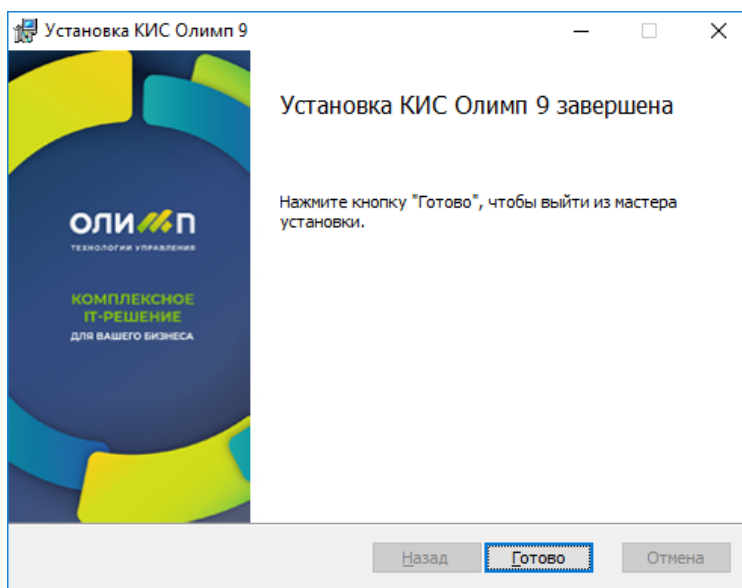 Установка КИС Олимп 9
Установка КИС Олимп 9 завершена
Нажмите кнопку "Готово", чтобы выйти из мастера
установки.
ОЛИМП
ТЕХНОЛОГИИ УПРАВЛЕНИЯ
КОМПЛЕКСНОЕ
IT-РЕШЕНИЕ
ДЛЯ ВАШЕГО БИЗНЕСА
Назад
Готово
Отмена